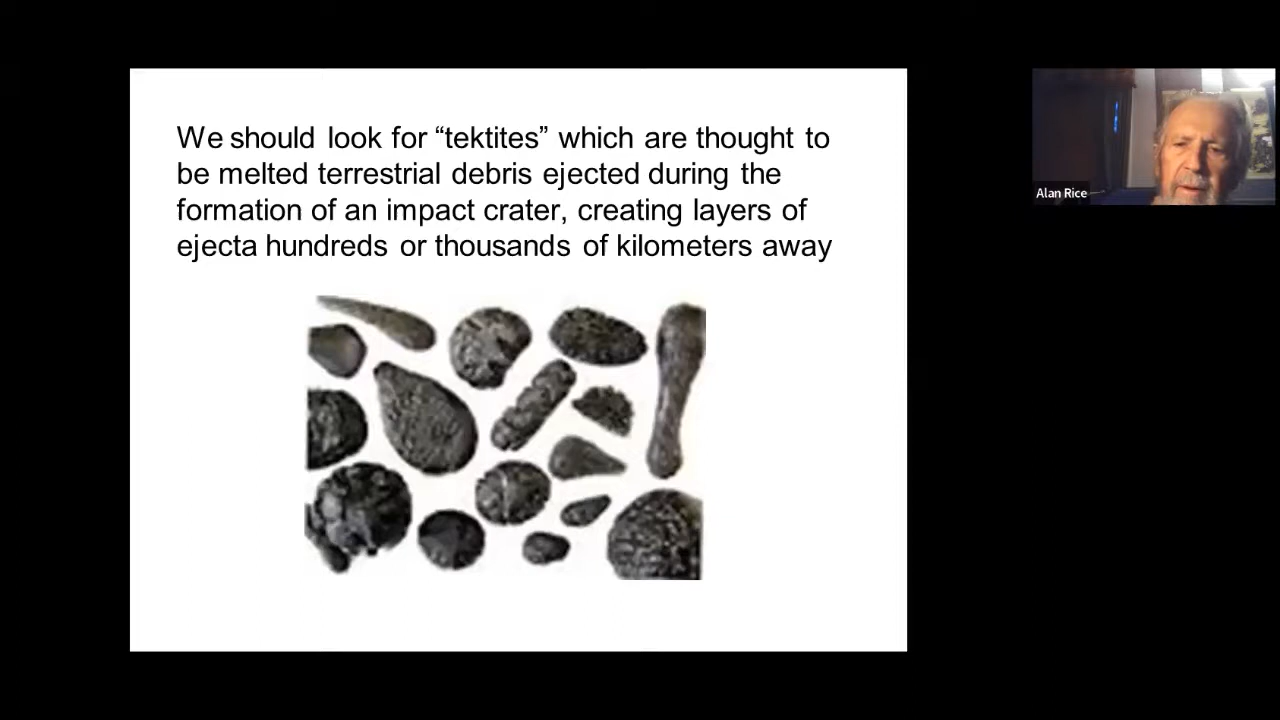 We should look for “tektites” which are thought to
be melted terrestrial debris ejected during the
formation of an impact crater, creating layers of
ejecta hundreds or thousands of kilometers away
Alan Rice